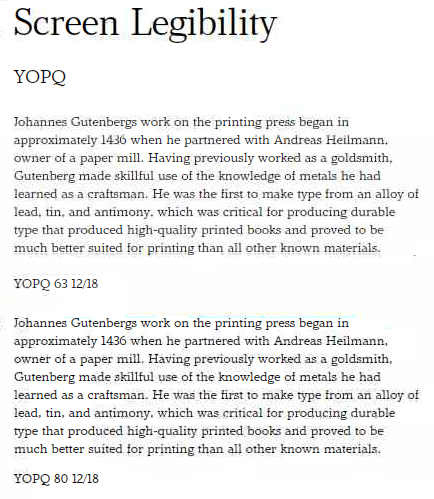 Screen Legibility
YOPQ
Johannes Gutenbergs work on the printing press began in
approximately 1436 when he partnered with Andreas Heilmann,
owner of a paper mill. Having previously worked as a goldsmith,
Gutenberg made skillful use of the knowledge of metals he had
learned as a craftsman. He was the first to make type from an alloy of
lead, tin, and antimony, which was critical for producing durable
type that produced high-quality printed books and proved to be
much better suited for printing than all other known materials.
YOPQ 63 12/18
Johannes Gutenbergs work on the printing press began in
approximately 1436 when he partnered with Andreas Heilmann,
owner of a paper mill. Having previously worked as a goldsmith,
Gutenberg made skillful use of the knowledge of metals he had
learned as a craftsman. He was the first to make type from an alloy of
lead, tin, and antimony, which was critical for producing durable
type that produced high-quality printed books and proved to be
much better suited for printing than all other known materials.
YOPQ 80 12/18